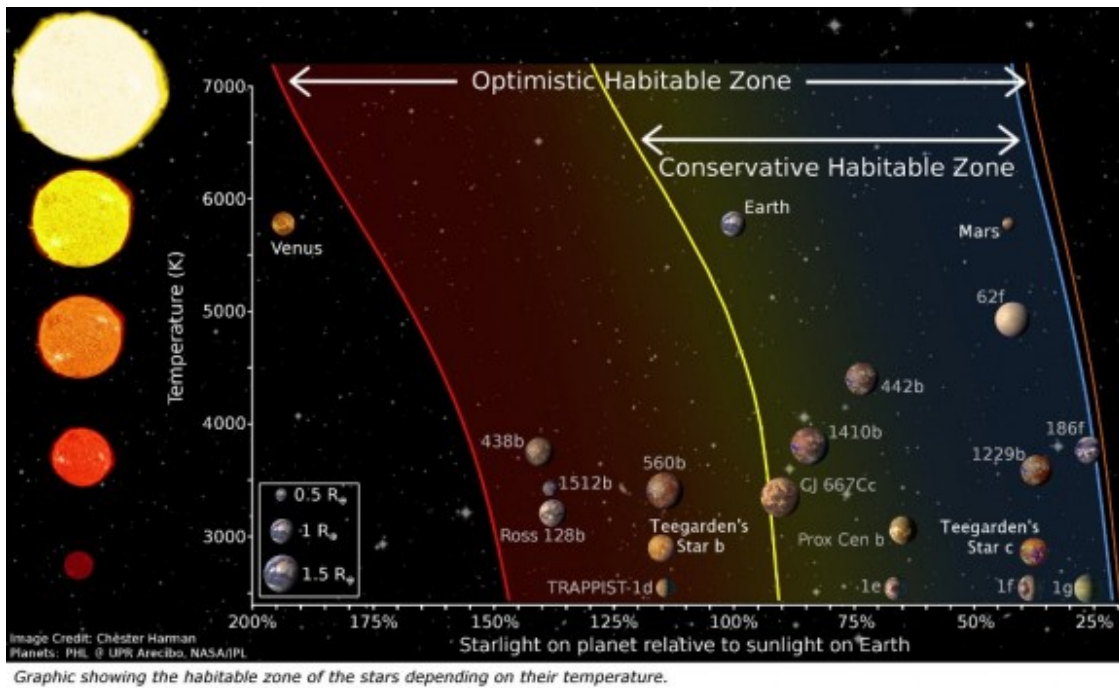 Optimistic Habitable Zone
Conservative Habitable Zone
7000
6000
5000
4000
3000
Temperature (K)
Venus
Earth
Mars
62f
442b
438b
1410b
186f
560b
1229b
1512b
GJ 667Cc
Ross 128b
Teegarden's
Star b
Prox Cen b
Teegarden's
Star c
TRAPPIST-1d
1e
1f
1g
0.5 R⊕
1 R⊕
1.5 R⊕
200%
175%
150%
125%
100%
75%
50%
25%
Starlight on planet relative to sunlight on Earth
Image Credit: Chester Harman
Planets: PHL @ UPR Arecibo, NASA/JPL
Graphic showing the habitable zone of the stars depending on their temperature.